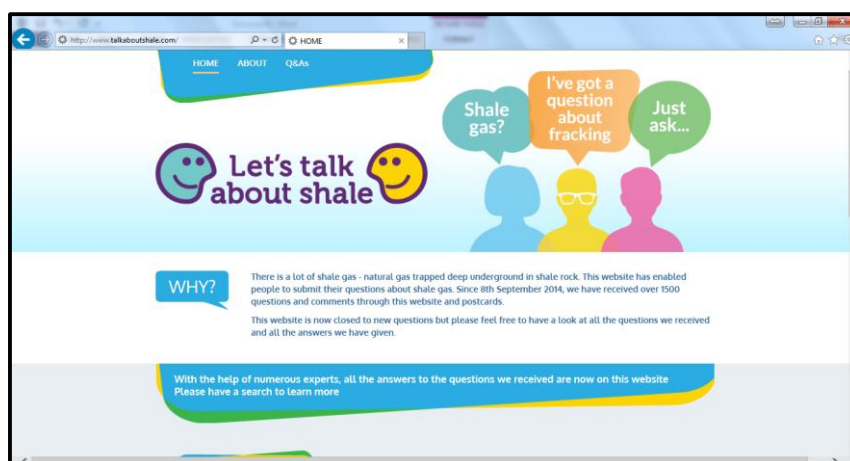 http://www.talkaboutshale.com/
HOME
HOME ABOUT Q&As
Shale
gas?
I've got a
question
about
fracking
Just
ask...
Let's talk
about shale
WHY?
There is a lot of shale gas - natural gas trapped deep underground in shale rock. This website has enabled
people to submit their questions about shale gas. Since 8th September 2014, we have received over 1500
questions and comments through this website and postcards.
This website is now closed to new questions but please feel free to have a look at all the questions we received
and all the answers we have given.
With the help of numerous experts, all the answers to the questions we received are now on this website
Please have a search to learn more